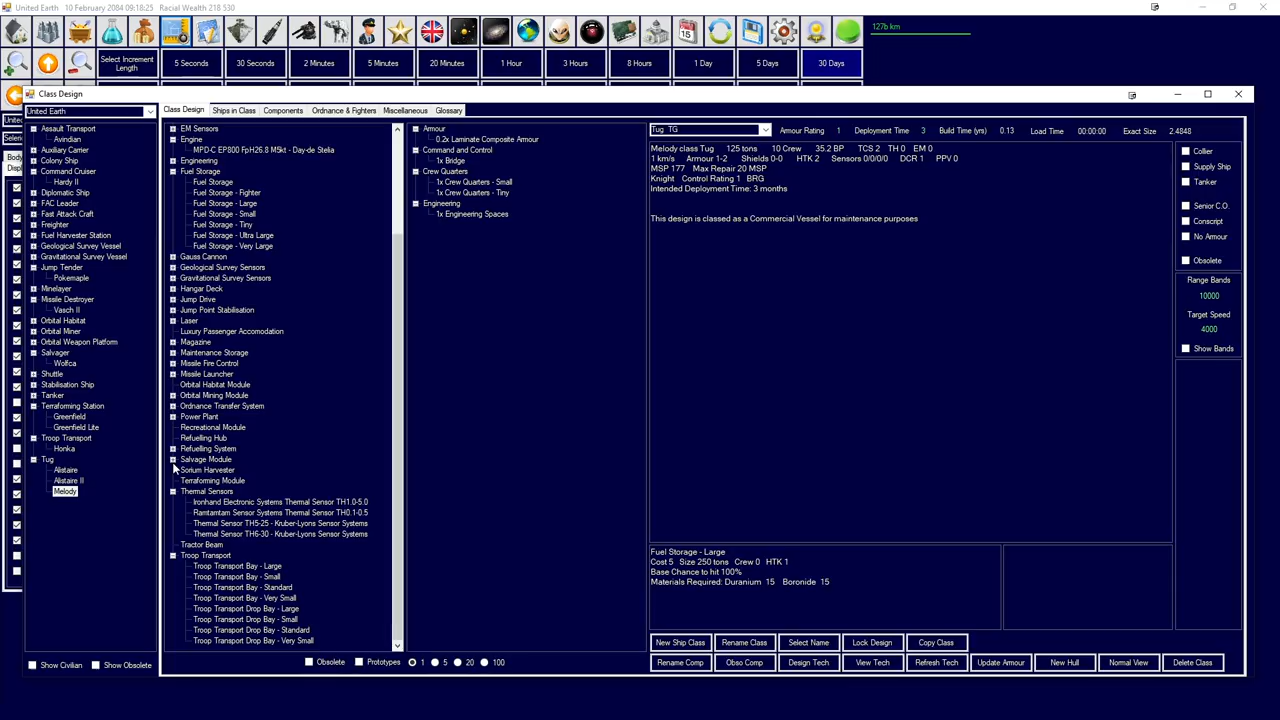 United Earth   10 February 2084 09:18:25   Racial Wealth 218 530
127b km
Select Increment Length
5 Seconds
30 Seconds
2 Minutes
5 Minutes
20 Minutes
1 Hour
3 Hours
8 Hours
1 Day
5 Days
30 Days
Class Design
United Earth
Class Design
Ships in Class
Components
Ordnance & Fighters
Miscellaneous
Glossary
Assault Transport
Avindian
Auxiliary Carrier
Colony Ship
Command Cruiser
Hardy II
Diplomatic Ship
FAC Leader
Fast Attack Craft
Freighter
Fuel Harvester Station
Geological Survey Vessel
Gravitational Survey Vessel
Jump Tender
Pokemaple
Minelayer
Missile Destroyer
Vasch II
Orbital Habitat
Orbital Miner
Orbital Weapon Platform
Salvager
Wolfca
Shuttle
Stabilisation Ship
Tanker
Terraforming Station
Greenfield
Greenfield Lite
Troop Transport
Honka
Tug
Alistaire
Alistaire II
Melody
Show Civilian
Show Obsolete
EM Sensors
Engine
MPD-C EP800 FpH26.8 M5kt - Day-de Stelia
Engineering
Fuel Storage
Fuel Storage
Fuel Storage - Fighter
Fuel Storage - Large
Fuel Storage - Small
Fuel Storage - Tiny
Fuel Storage - Ultra Large
Fuel Storage - Very Large
Gauss Cannon
Geological Survey Sensors
Gravitational Survey Sensors
Hangar Deck
Jump Drive
Jump Point Stabilisation
Laser
Luxury Passenger Accomodation
Magazine
Maintenance Storage
Missile Fire Control
Missile Launcher
Orbital Habitat Module
Orbital Mining Module
Ordnance Transfer System
Power Plant
Recreational Module
Refuelling Hub
Refuelling System
Salvage Module
Sorium Harvester
Terraforming Module
Thermal Sensors
Ironhand Electronic Systems Thermal Sensor TH1.0-5.0
Ramtamtam Sensor Systems Thermal Sensor TH0.1-0.5
Thermal Sensor TH5-25 - Kruber-Lyons Sensor Systems
Thermal Sensor TH6-30 - Kruber-Lyons Sensor Systems
Tractor Beam
Troop Transport
Troop Transport Bay - Large
Troop Transport Bay - Small
Troop Transport Bay - Standard
Troop Transport Bay - Very Small
Troop Transport Drop Bay - Large
Troop Transport Drop Bay - Small
Troop Transport Drop Bay - Standard
Troop Transport Drop Bay - Very Small
Obsolete
Prototypes
1
5
20
100
Armour
0.2x Laminate Composite Armour
Command and Control
1x Bridge
Crew Quarters
1x Crew Quarters - Small
1x Crew Quarters - Tiny
Engineering
1x Engineering Spaces
Tug  TG
Armour Rating   1
Deployment Time   3
Build Time (yrs)   0.13
Load Time   00:00:00
Exact Size   2.4848
Melody class Tug      125 tons      10 Crew      35.2 BP      TCS 2    TH 0    EM 0
1 km/s    Armour 1-2    Shields 0-0    HTK 2    Sensors 0/0/0/0    DCR 1    PPV 0
MSP 177    Max Repair 20 MSP
Knight    Control Rating 1   BRG
Intended Deployment Time: 3 months
This design is classed as a Commercial Vessel for maintenance purposes
Fuel Storage - Large
Cost 5   Size 250 tons   Crew 0   HTK 1
Base Chance to hit 100%
Materials Required: Duranium  15    Boronide  15
Collier
Supply Ship
Tanker
Senior C.O.
Conscript
No Armour
Obsolete
Range Bands
10000
Target Speed
4000
Show Bands
New Ship Class
Rename Class
Select Name
Lock Design
Copy Class
Rename Comp
Obso Comp
Design Tech
View Tech
Refresh Tech
Update Armour
New Hull
Normal View
Delete Class